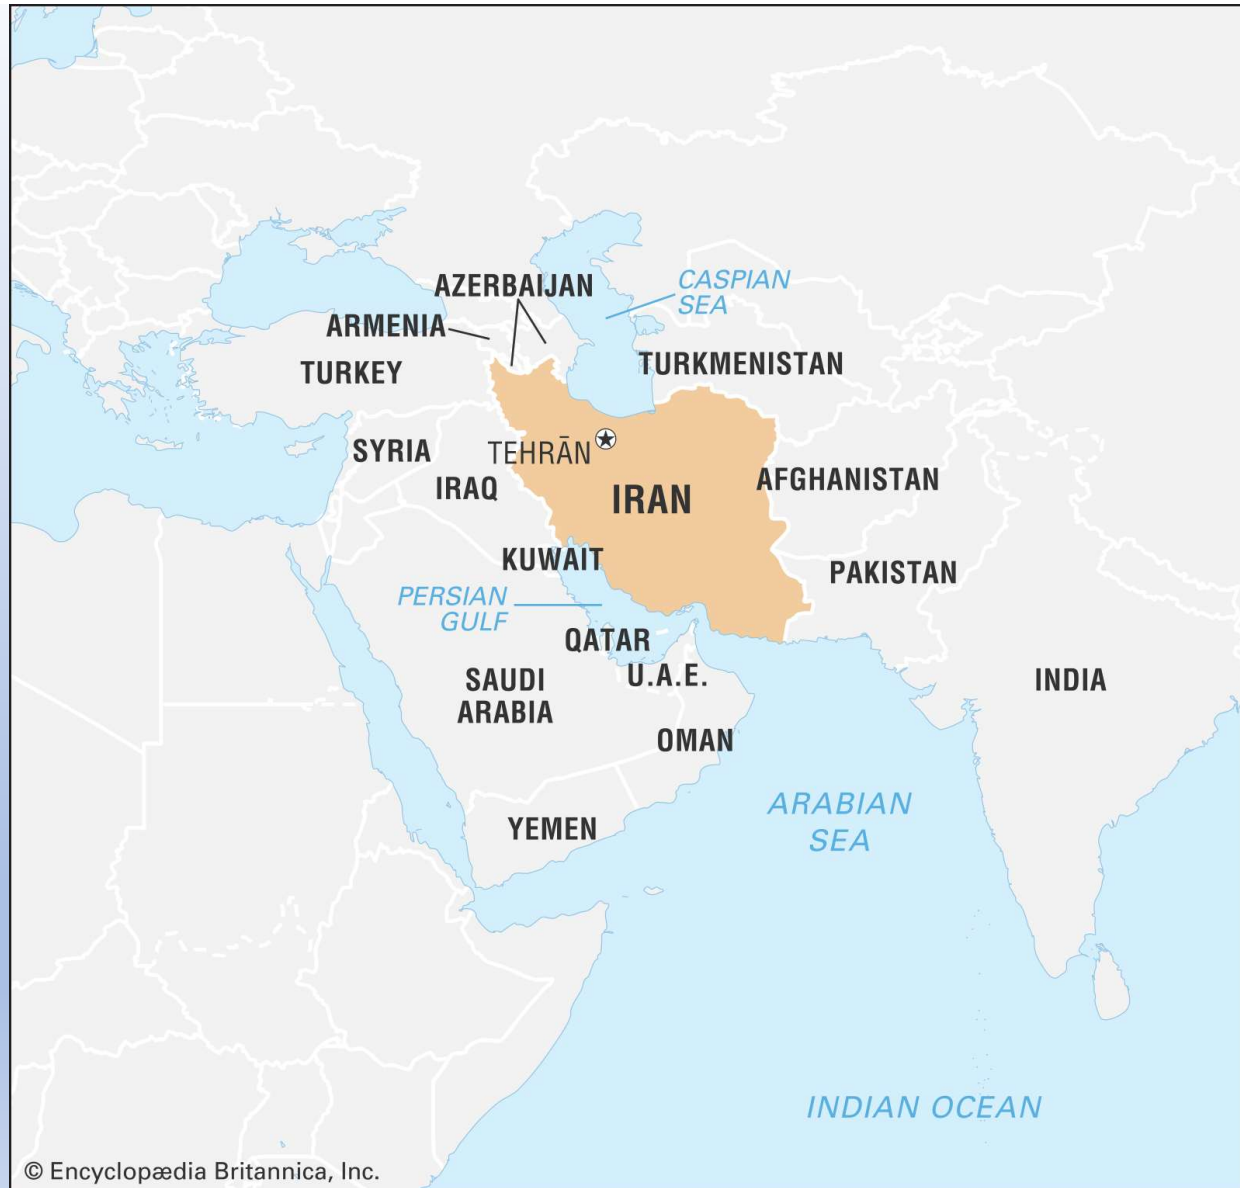 AZERBAIJAN
CASPIAN
SEA
ARMENIA
TURKEY
TURKMENISTAN
SYRIA
TEHRĀN
IRAQ
IRAN
AFGHANISTAN
KUWAIT
PAKISTAN
PERSIAN
GULF
QATAR
U.A.E.
SAUDI
ARABIA
INDIA
OMAN
YEMEN
ARABIAN
SEA
INDIAN OCEAN
© Encyclopædia Britannica, Inc.